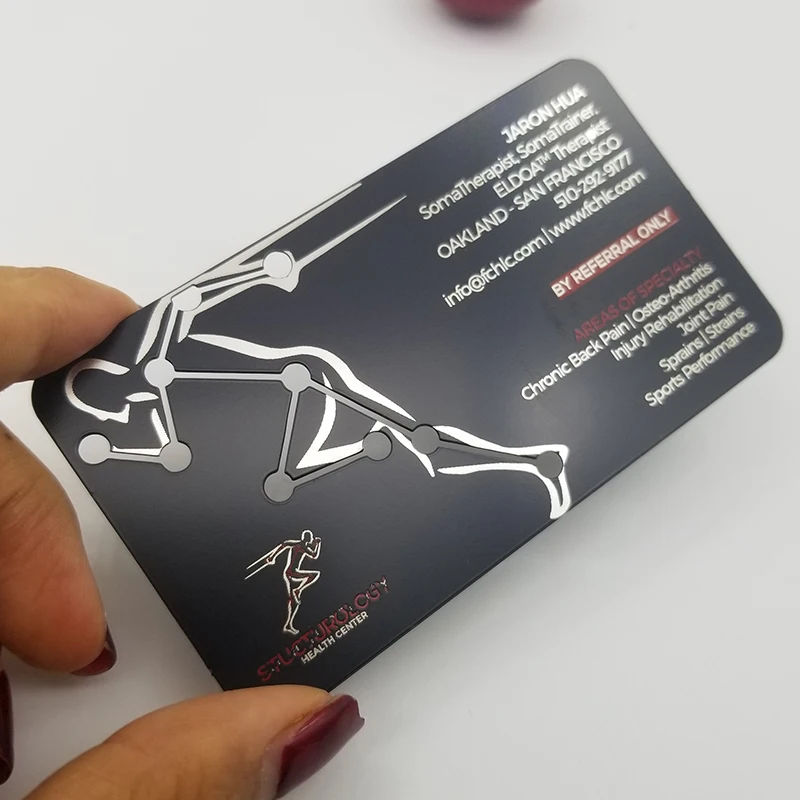 JARON HUA
SomaTherapist, SomaTrainer,
ELDOA™ Therapist
OAKLAND - SAN FRANCISCO
510-292-9177
info@fchlc.com | www.fchlc.com
BY REFERRAL ONLY
AREAS OF SPECIALTY
Chronic Back Pain | Osteo-Arthritis
Injury Rehabilitation
Joint Pain
Sprains | Strains
Sports Performance
STUCTUROLOGY
HEALTH CENTER